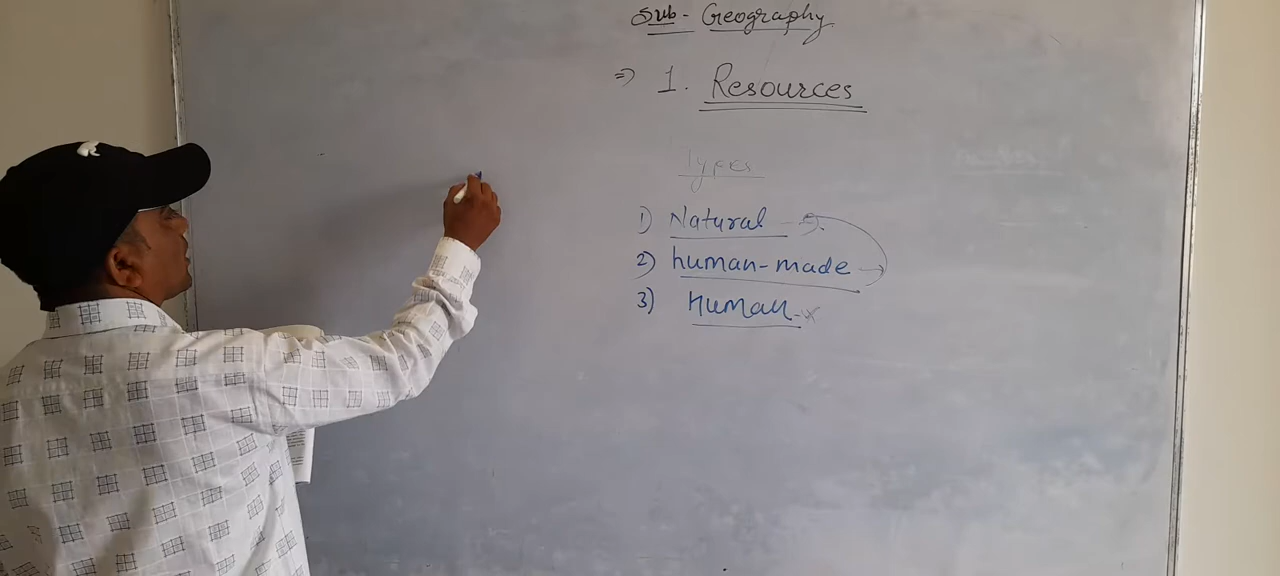 Sub - Geography
⇒ 1. Resources
Types
1) Natural -
2) human-made →
3) Human -